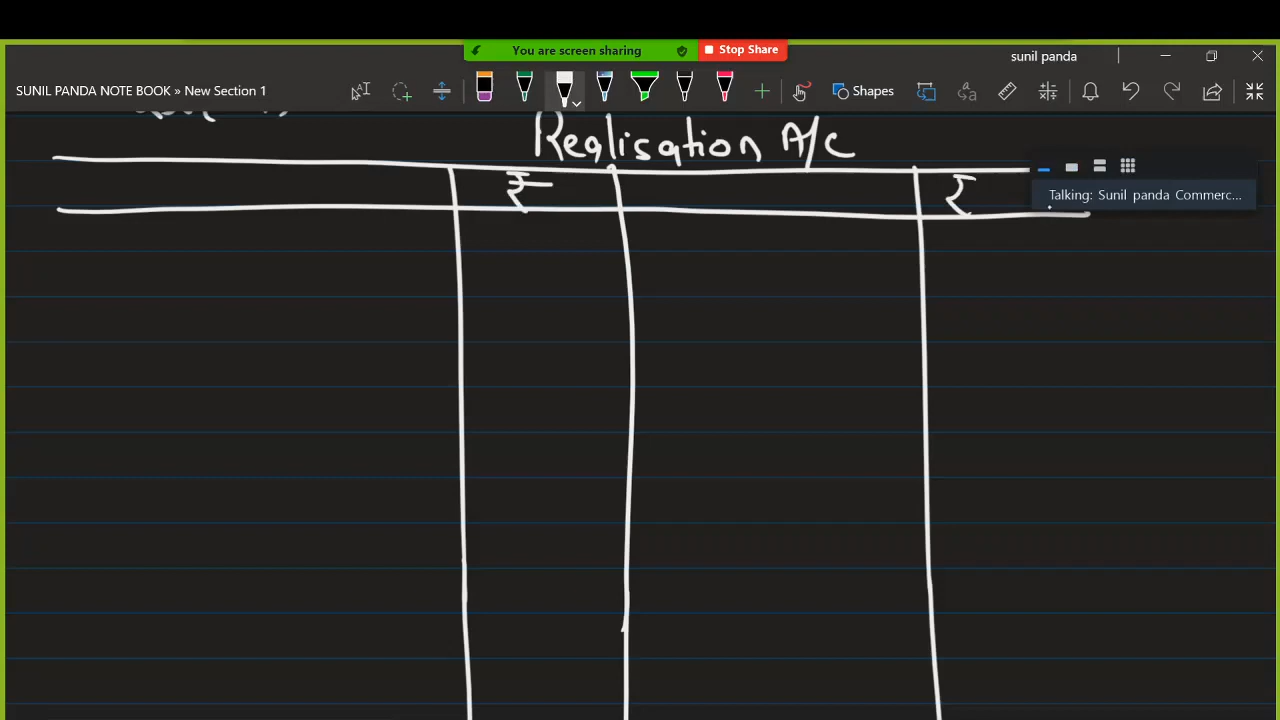 You are screen sharing
Stop Share
sunil panda
SUNIL PANDA NOTE BOOK » New Section 1
Shapes
Realisation A/c
₹ ₹
Talking: Sunil panda Commerc...